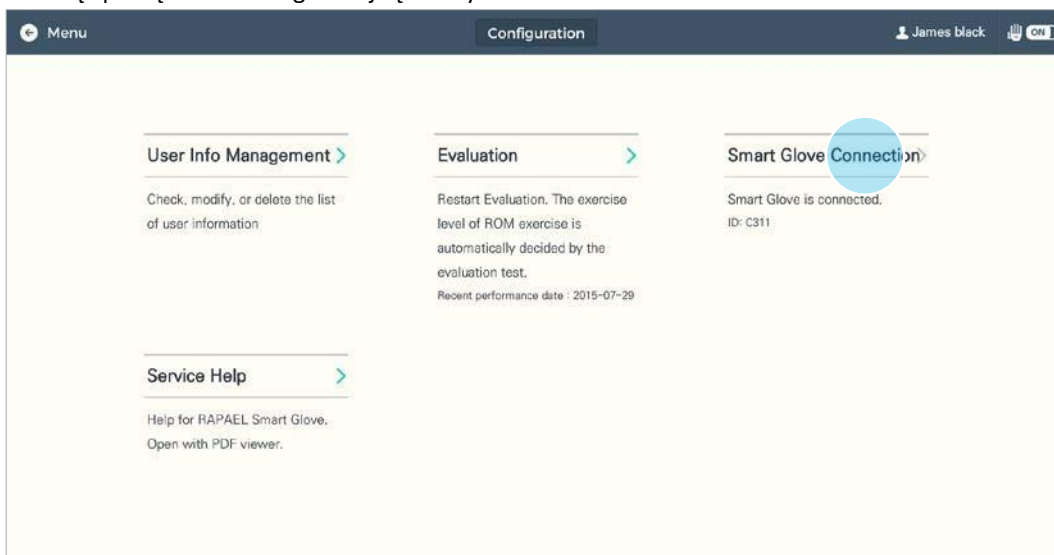 Menu
Configuration
James black
ON
User Info Management
Check, modify, or delete the list
of user information
Evaluation
Restart Evaluation. The exercise
level of ROM exercise is
automatically decided by the
evaluation test.
Recent performance date : 2015-07-29
Smart Glove Connection
Smart Glove is connected.
ID: C311
Service Help
Help for RAPAEL Smart Glove.
Open with PDF viewer.